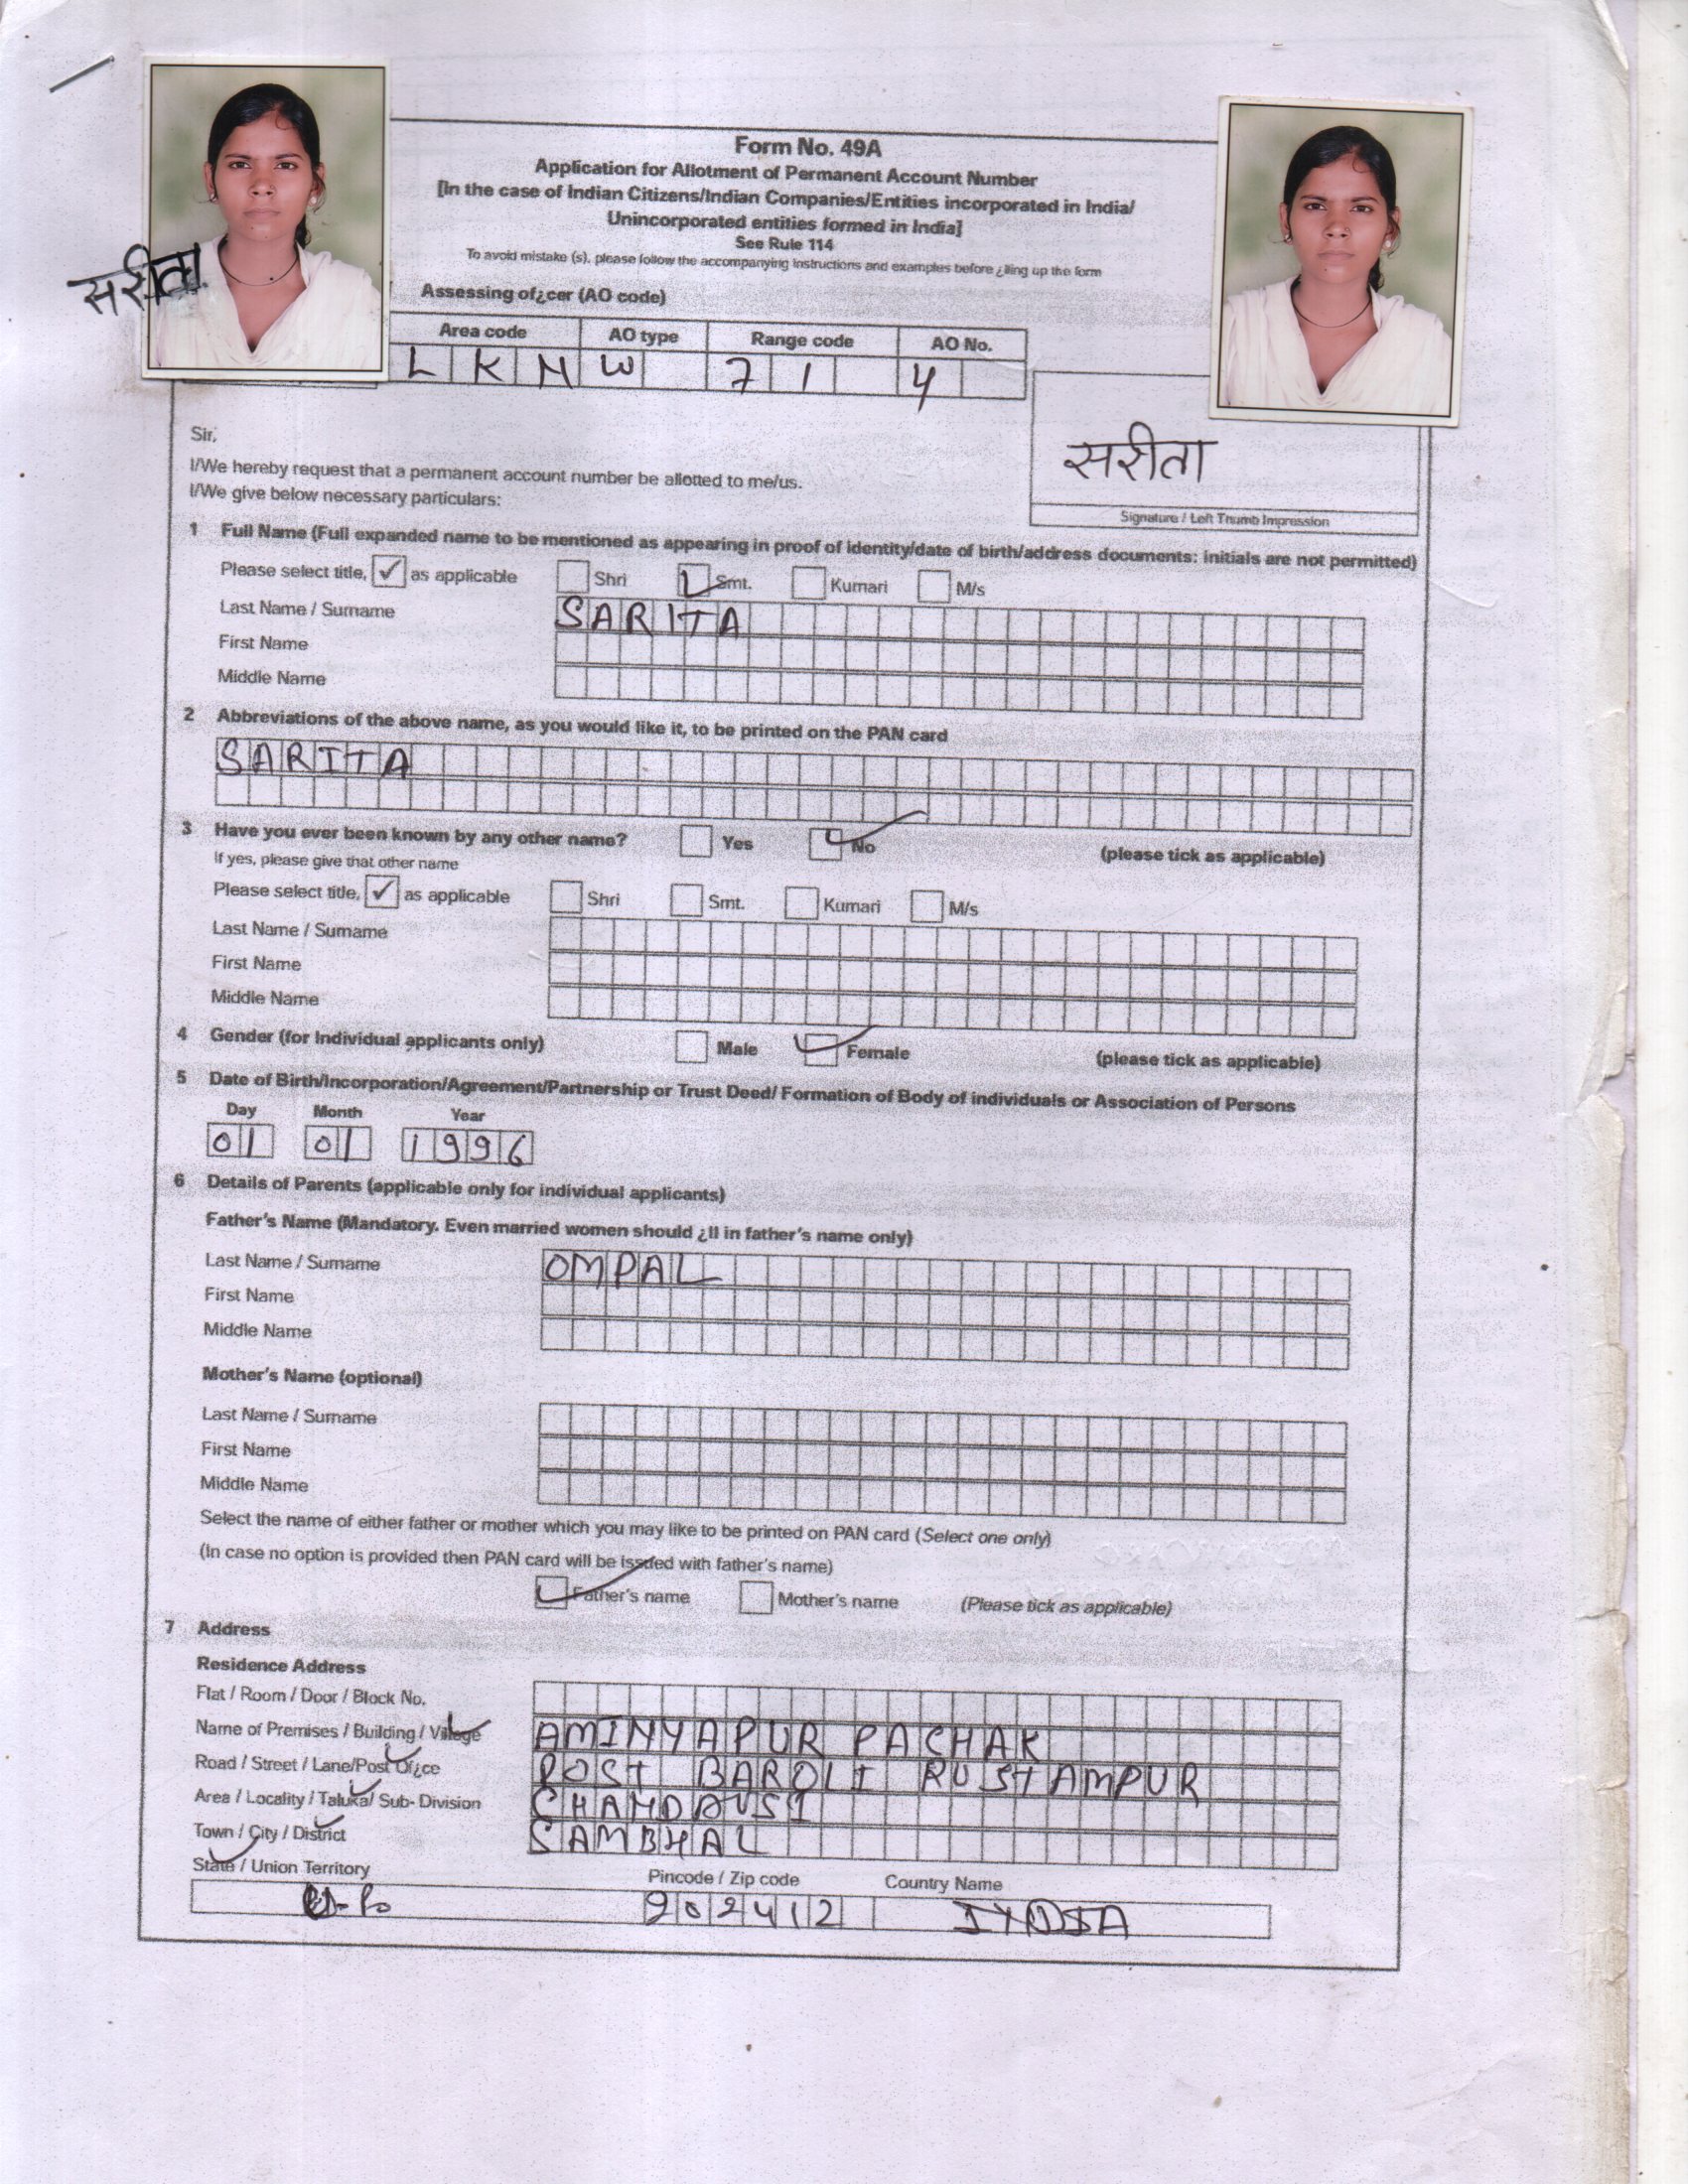 Form No. 49A
Application for Allotment of Permanent Account Number
[In the case of Indian Citizens/Indian Companies/Entities incorporated in India/
Unincorporated entities formed in India]
See Rule 114
To avoid mistake (s), please follow the accompanying instructions and examples before ¿lling up the form
सरीता
Assessing of¿cer (AO code)
Area code AO type Range code AO No.
L K N W 7 1 4
सरीता
Signature / Left Thumb Impression
Sir,
I/We hereby request that a permanent account number be allotted to me/us.
I/We give below necessary particulars:
1 Full Name (Full expanded name to be mentioned as appearing in proof of identity/date of birth/address documents: initials are not permitted)
Please select title, ✓ as applicable Shri Smt. Kumari M/s
Last Name / Surname SARITA
First Name
Middle Name
2 Abbreviations of the above name, as you would like it, to be printed on the PAN card
SARITA
3 Have you ever been known by any other name? Yes No (please tick as applicable)
If yes, please give that other name
Please select title, ✓ as applicable Shri Smt. Kumari M/s
Last Name / Surname
First Name
Middle Name
4 Gender (for Individual applicants only) Male Female (please tick as applicable)
5 Date of Birth/Incorporation/Agreement/Partnership or Trust Deed/ Formation of Body of individuals or Association of Persons
Day Month Year
01 01 1996
6 Details of Parents (applicable only for individual applicants)
Father's Name (Mandatory. Even married women should ¿ll in father's name only)
Last Name / Surname OMPAL
First Name
Middle Name
Mother's Name (optional)
Last Name / Surname
First Name
Middle Name
Select the name of either father or mother which you may like to be printed on PAN card (Select one only)
(In case no option is provided then PAN card will be issued with father's name)
Father's name Mother's name (Please tick as applicable)
7 Address
Residence Address
Flat / Room / Door / Block No.
Name of Premises / Building / Village AMINYAPUR PACHAK
Road / Street / Lane/Post Of¿ce POST BAROLI RUSTAMPUR
Area / Locality / Taluka/ Sub- Division CHANDAUSI
Town / City / District SAMBHAL
State / Union Territory Pincode / Zip code Country Name
202412 INDIA